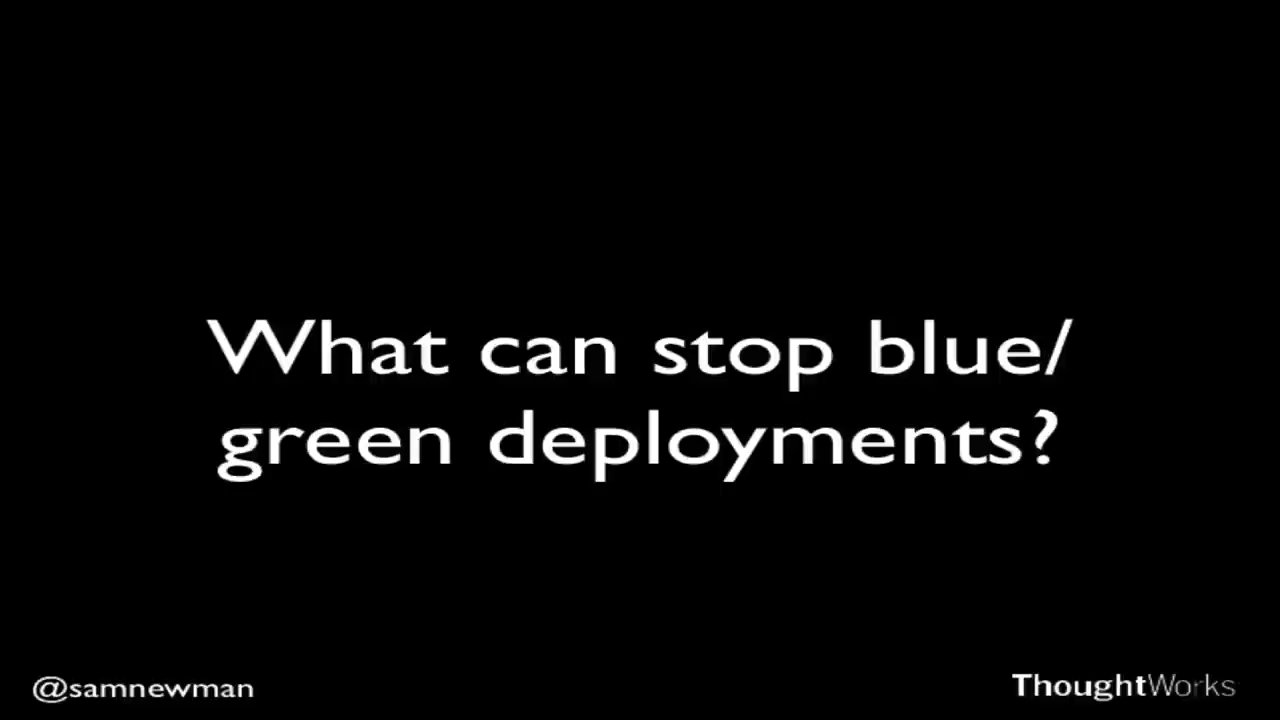 What can stop blue/
green deployments?
@samnewman
ThoughtWorks